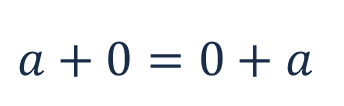 a + 0 = 0 + a